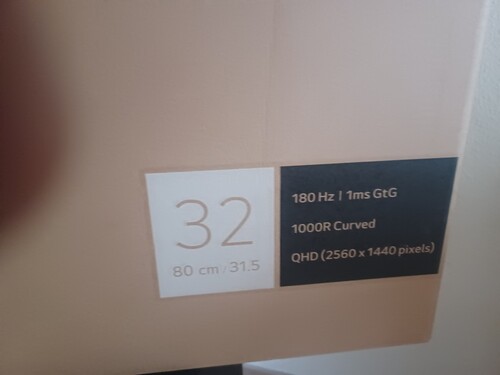 32
80 cm / 31.5
180 Hz | 1ms GtG
1000R Curved
QHD (2560 x 1440 pixels)